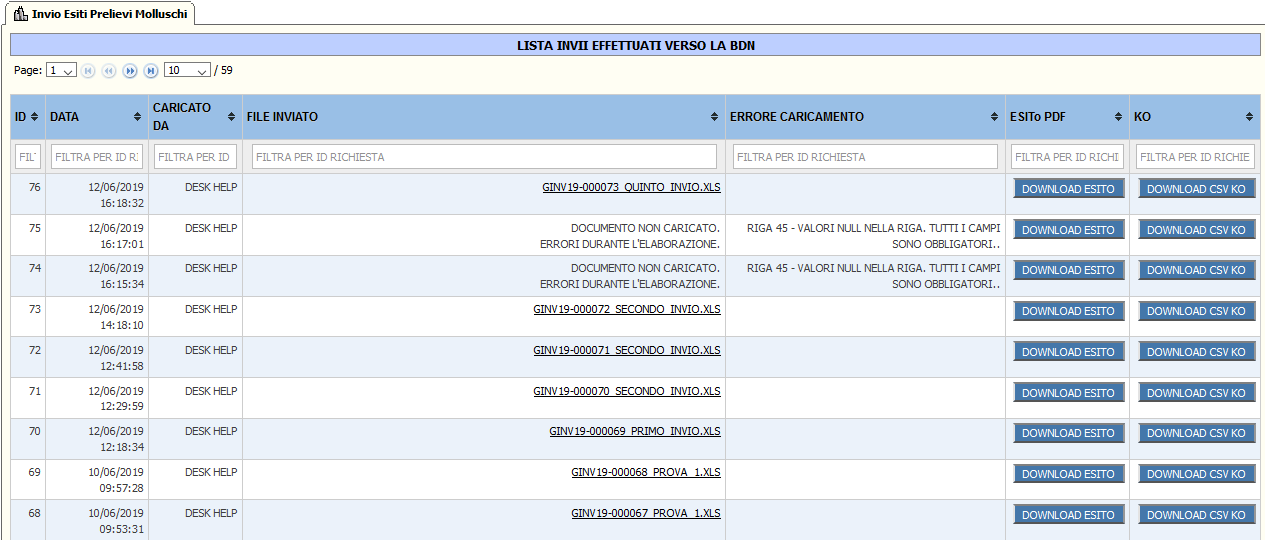 Invio Esiti Prelievi Molluschi
LISTA INVII EFFETTUATI VERSO LA BDN
Page: 1 10 / 59
ID DATA CARICATO DA FILE INVIATO ERRORE CARICAMENTO ESITo PDF KO
FIL FILTRA PER ID RI FILTRA PER ID FILTRA PER ID RICHIESTA FILTRA PER ID RICHIESTA FILTRA PER ID RICHI FILTRA PER ID RICHIE
76 12/06/2019 DESK HELP GINV19-000073_QUINTO_INVIO.XLS DOWNLOAD ESITO DOWNLOAD CSV KO
16:18:32
75 12/06/2019 DESK HELP DOCUMENTO NON CARICATO. RIGA 45 - VALORI NULL NELLA RIGA. TUTTI I CAMPI DOWNLOAD ESITO DOWNLOAD CSV KO
16:17:01 ERRORI DURANTE L'ELABORAZIONE. SONO OBBLIGATORI..
74 12/06/2019 DESK HELP DOCUMENTO NON CARICATO. RIGA 45 - VALORI NULL NELLA RIGA. TUTTI I CAMPI DOWNLOAD ESITO DOWNLOAD CSV KO
16:15:34 ERRORI DURANTE L'ELABORAZIONE. SONO OBBLIGATORI..
73 12/06/2019 DESK HELP GINV19-000072_SECONDO_INVIO.XLS DOWNLOAD ESITO DOWNLOAD CSV KO
14:18:10
72 12/06/2019 DESK HELP GINV19-000071_SECONDO_INVIO.XLS DOWNLOAD ESITO DOWNLOAD CSV KO
12:41:58
71 12/06/2019 DESK HELP GINV19-000070_SECONDO_INVIO.XLS DOWNLOAD ESITO DOWNLOAD CSV KO
12:29:59
70 12/06/2019 DESK HELP GINV19-000069_PRIMO_INVIO.XLS DOWNLOAD ESITO DOWNLOAD CSV KO
12:18:34
69 10/06/2019 DESK HELP GINV19-000068_PROVA_1.XLS DOWNLOAD ESITO DOWNLOAD CSV KO
09:57:28
68 10/06/2019 DESK HELP GINV19-000067_PROVA_1.XLS DOWNLOAD ESITO DOWNLOAD CSV KO
09:53:31